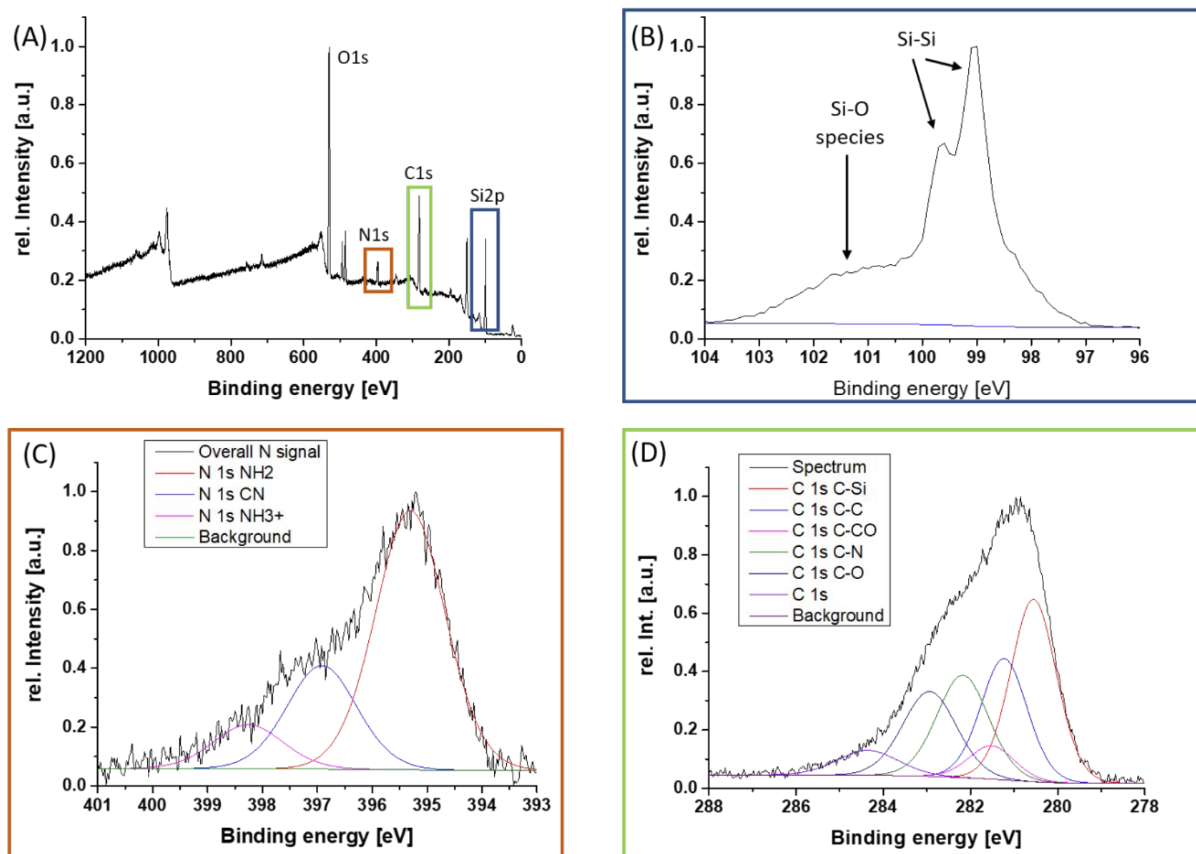 (A)
rel. Intensity [a.u.]
1.0
0.8
0.6
0.4
0.2
0.0
O1s
N1s
C1s
Si2p
1200 1000 800 600 400 200 0
Binding energy [eV]
(B)
rel. Intensity [a.u.]
1.0
0.8
0.6
0.4
0.2
0.0
Si-Si
Si-O
species
104 103 102 101 100 99 98 97 96
Binding energy [eV]
(C)
rel. Intensity [a.u.]
1.0
0.8
0.6
0.4
0.2
0.0
Overall N signal
N 1s NH2
N 1s CN
N 1s NH3+
Background
401 400 399 398 397 396 395 394 393
Binding energy [eV]
(D)
rel. Int. [a.u.]
1.0
0.8
0.6
0.4
0.2
0.0
Spectrum
C 1s C-Si
C 1s C-C
C 1s C-CO
C 1s C-N
C 1s C-O
C 1s
Background
288 286 284 282 280 278
Binding energy [eV]